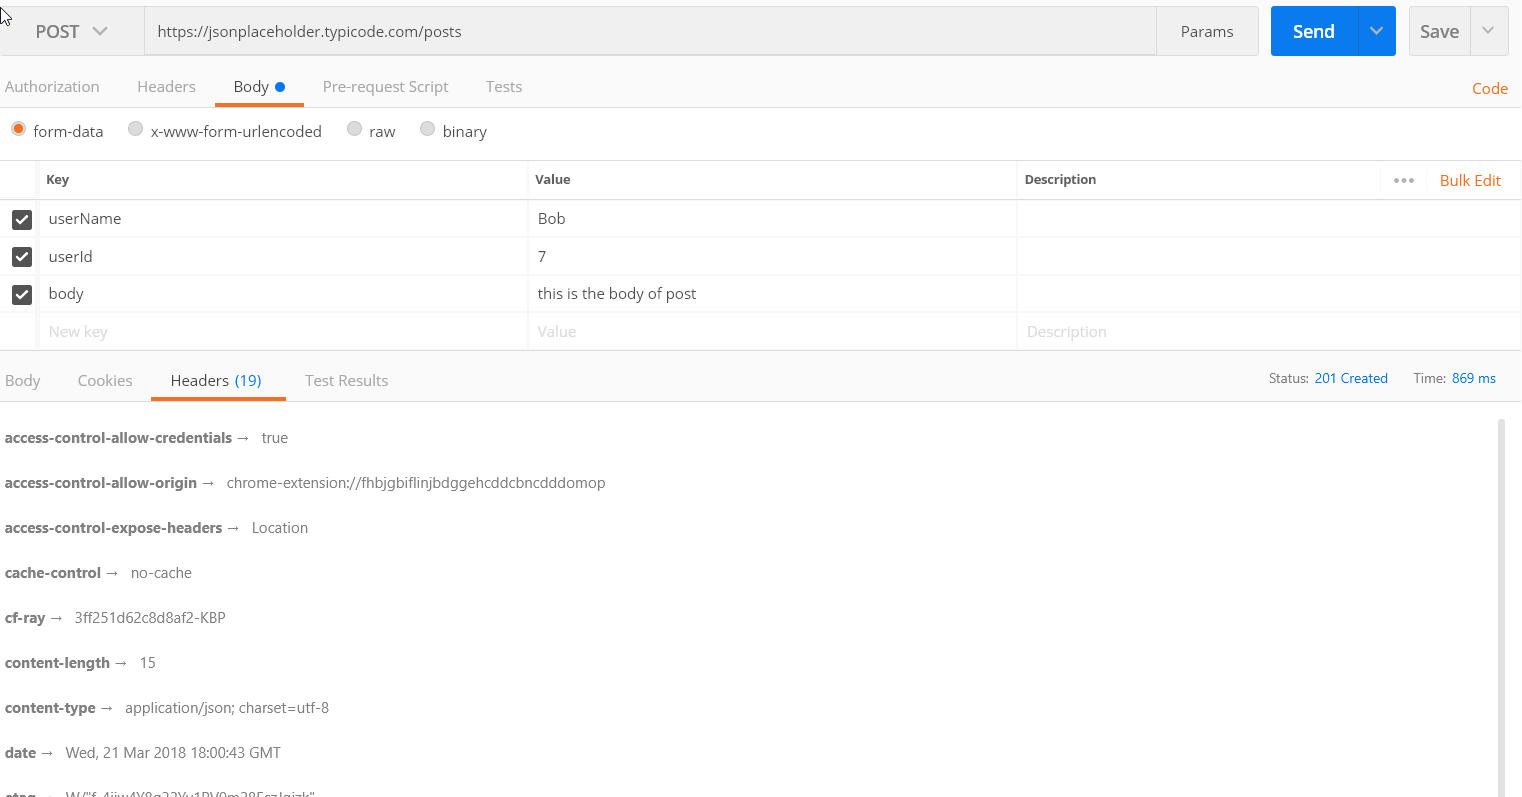 POST https://jsonplaceholder.typicode.com/posts Params Send Save
Authorization Headers Body Pre-request Script Tests Code
form-data x-www-form-urlencoded raw binary
Key Value Description ••• Bulk Edit
userName Bob
userId 7
body this is the body of post
New key Value Description
Body Cookies Headers (19) Test Results Status: 201 Created Time: 869 ms
access-control-allow-credentials → true
access-control-allow-origin → chrome-extension://fhbjgbiflinjbdggehcddcbncdddomop
access-control-expose-headers → Location
cache-control → no-cache
cf-ray → 3ff251d62c8d8af2-KBP
content-length → 15
content-type → application/json; charset=utf-8
date → Wed, 21 Mar 2018 18:00:43 GMT
etag →